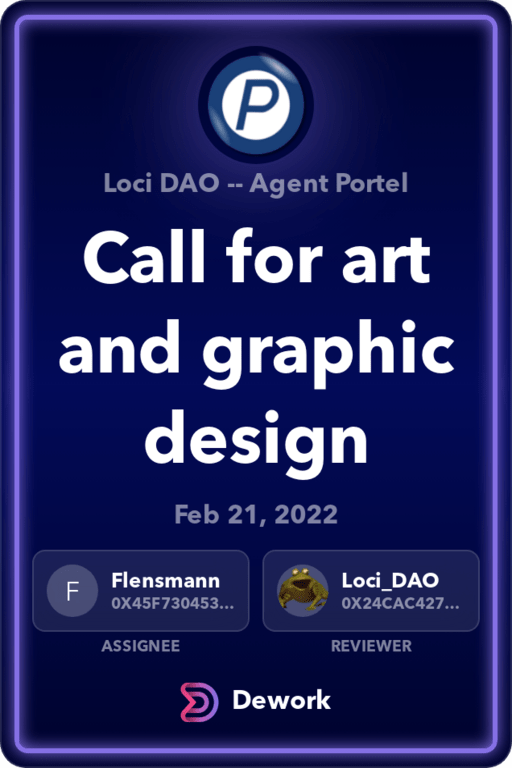 P
Loci DAO -- Agent Portel
Call for art
and graphic
design
Feb 21, 2022
F
Flensmann
0X45F730453...
ASSIGNEE
Loci_DAO
0X24CAC427...
REVIEWER
Dework